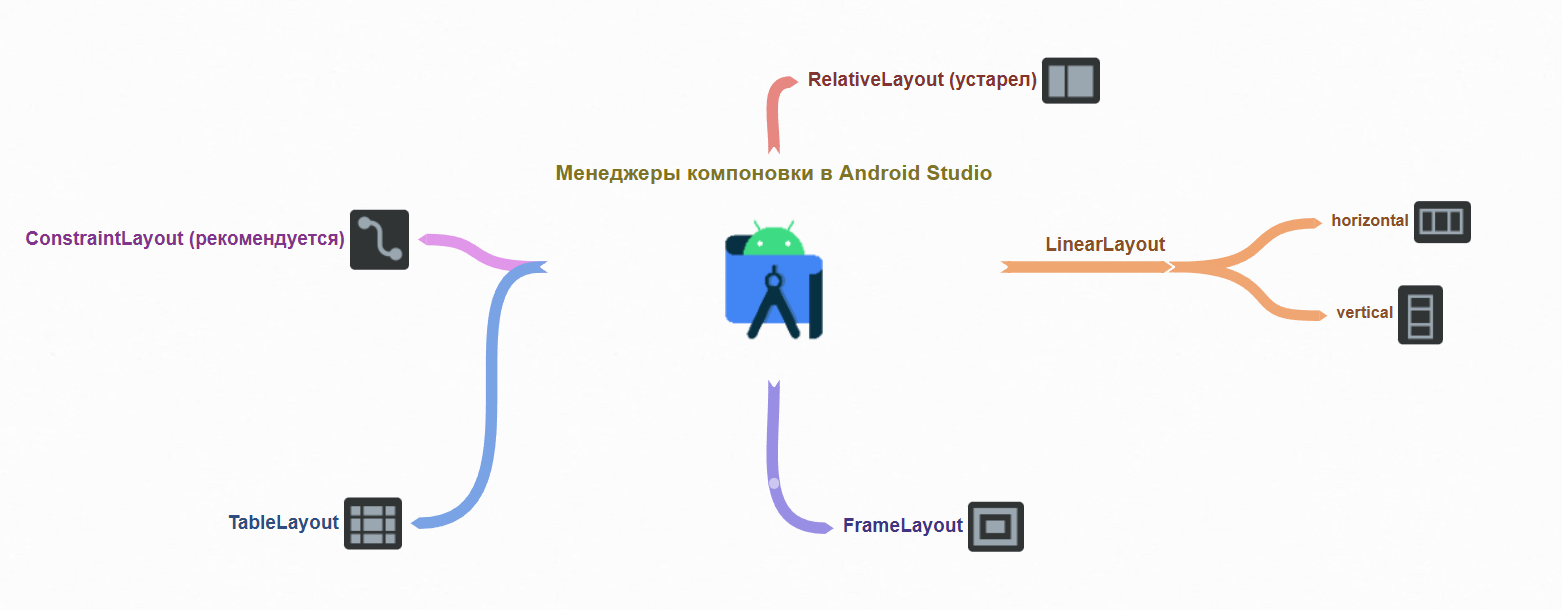 RelativeLayout (устарел)
Менеджеры компоновки в Android Studio
ConstraintLayout (рекомендуется)
LinearLayout
horizontal
vertical
TableLayout
FrameLayout